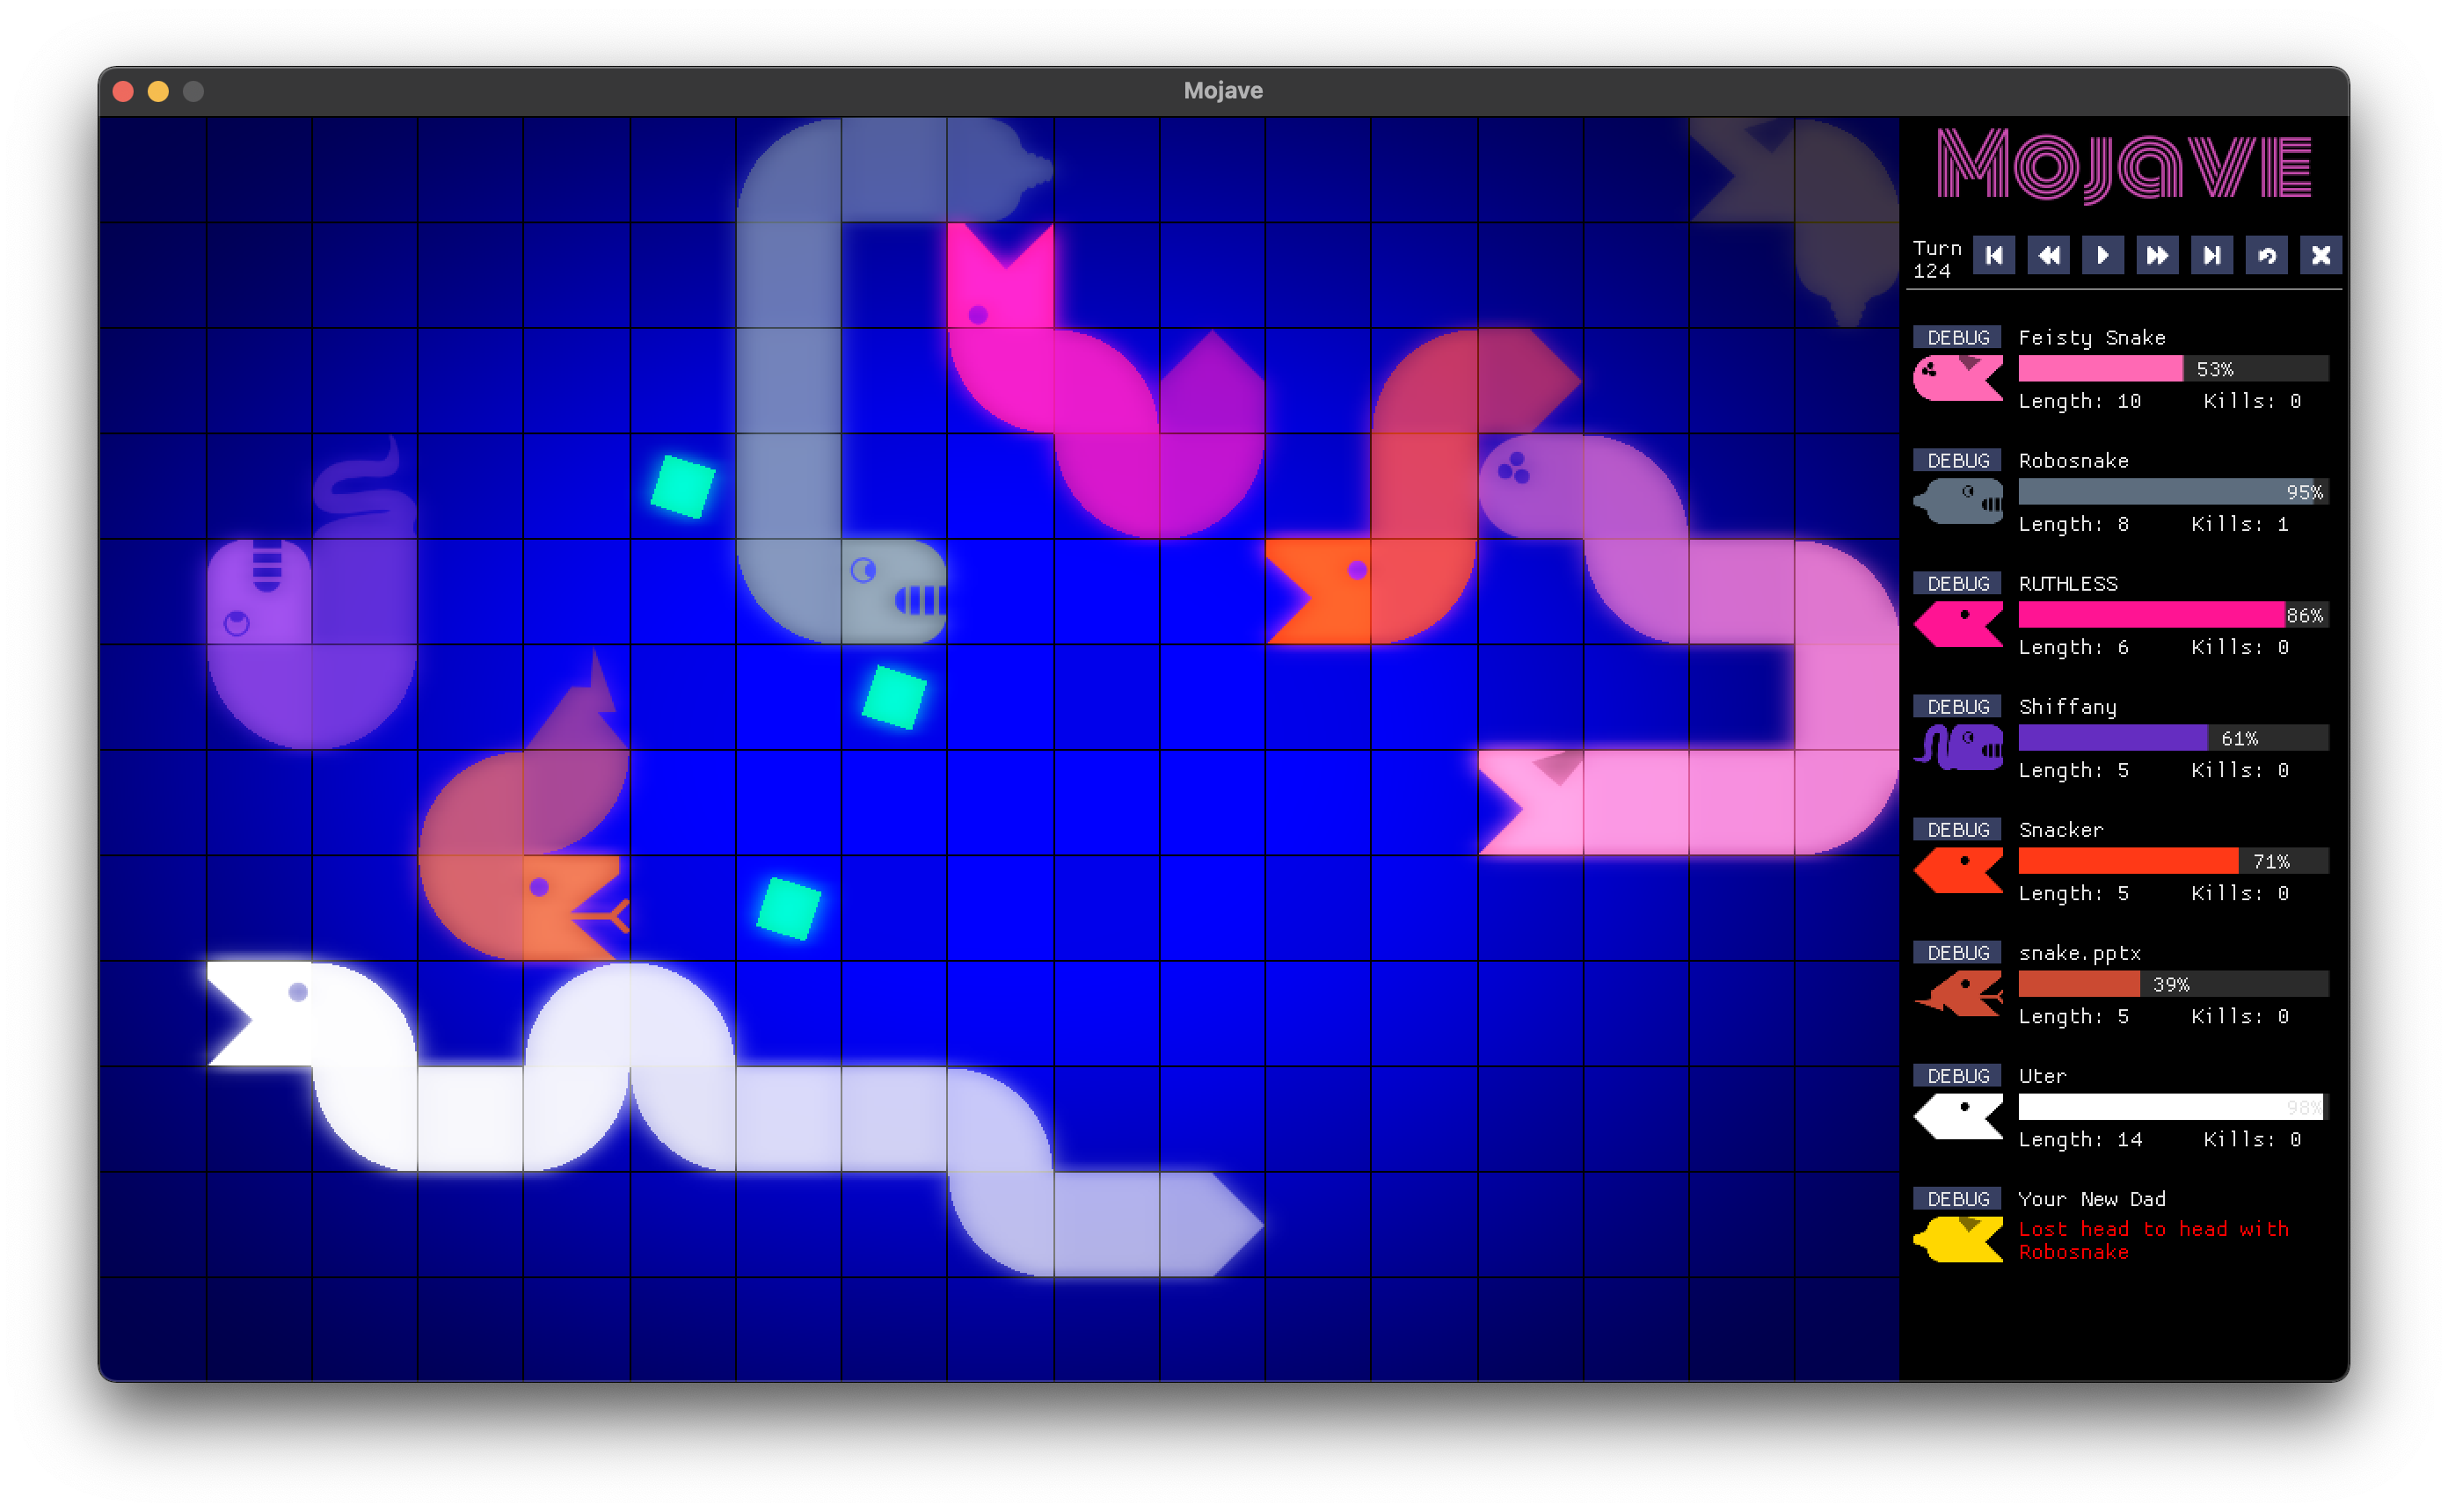 Mojave
Mojave
Turn
124
DEBUG Feisty Snake
53%
Length: 10 Kills: 0
DEBUG Robosnake
95%
Length: 8 Kills: 1
DEBUG RUTHLESS
86%
Length: 6 Kills: 0
DEBUG Shiffany
61%
Length: 5 Kills: 0
DEBUG Snacker
71%
Length: 5 Kills: 0
DEBUG snake.pptx
39%
Length: 5 Kills: 0
DEBUG Uter
98%
Length: 14 Kills: 0
DEBUG Your New Dad
Lost head to head with
Robosnake